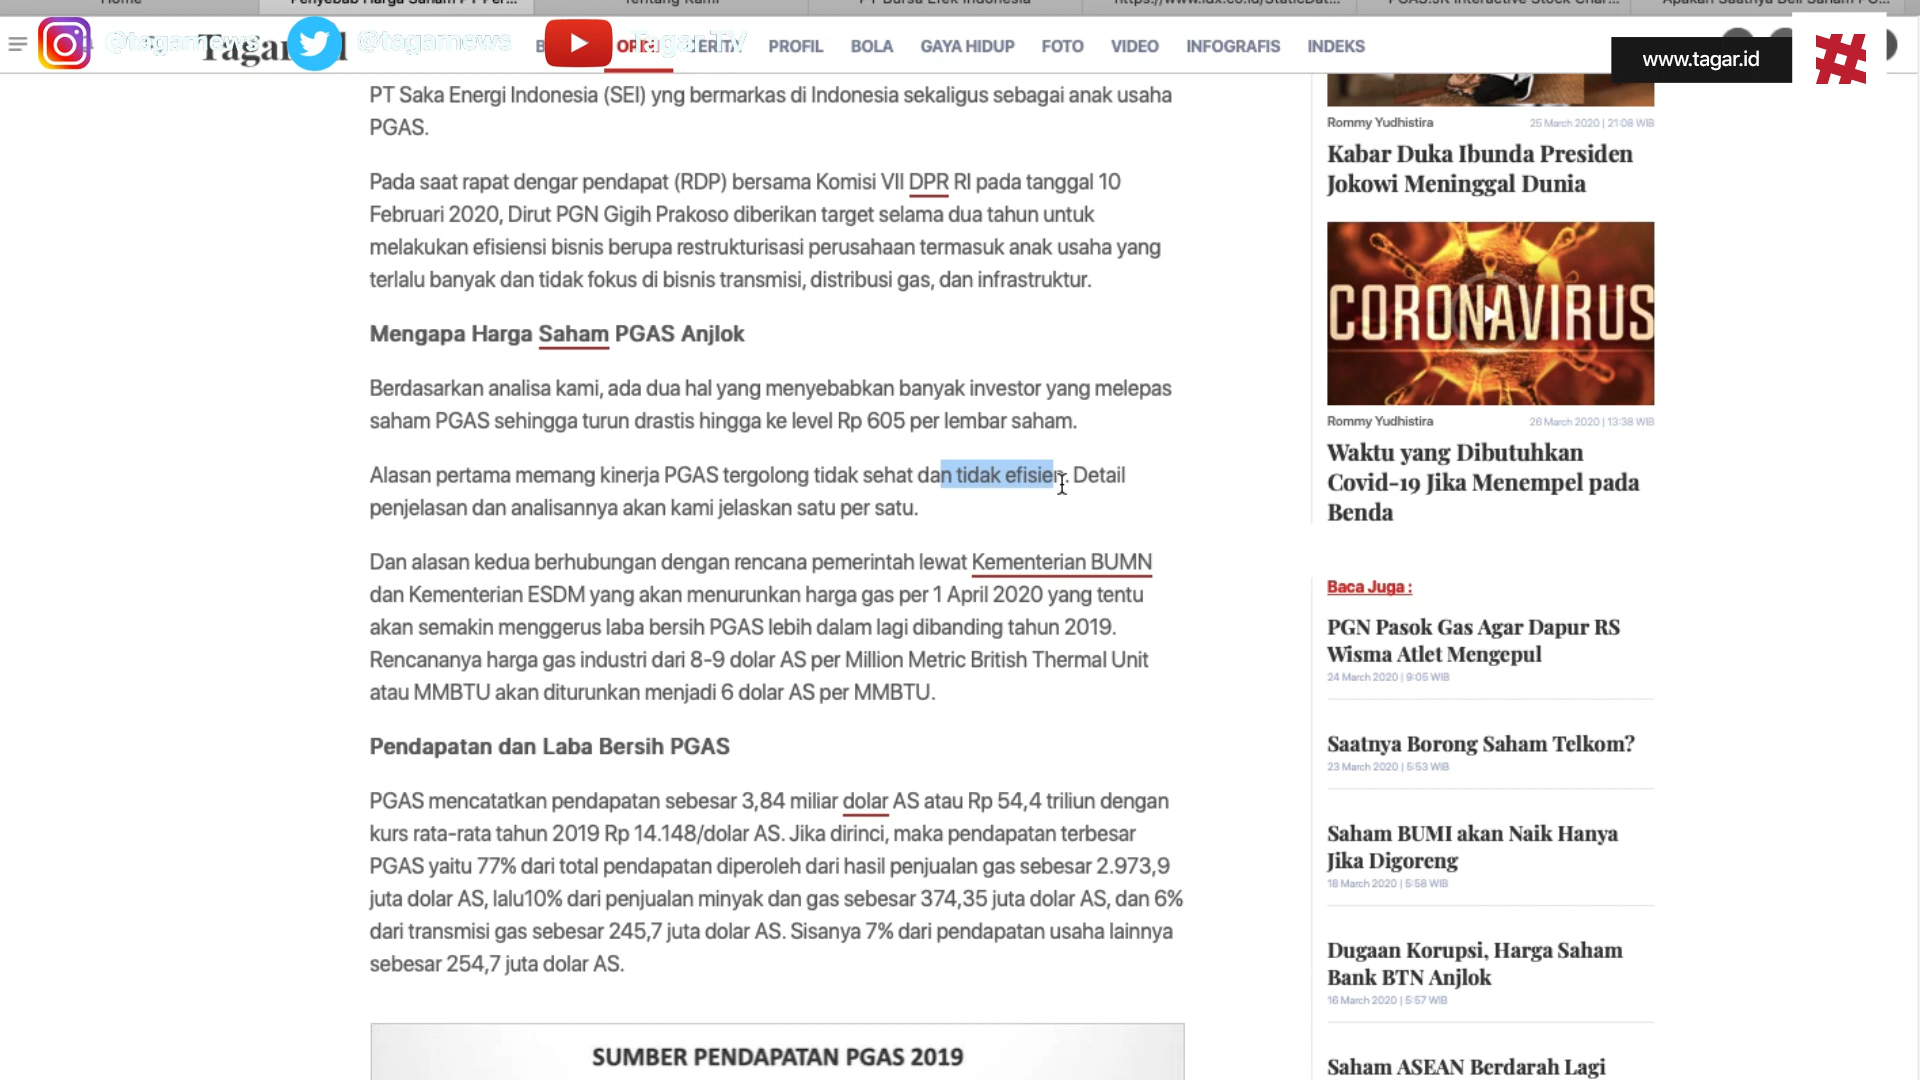 Home
Penyebab Harga Saham PT Per...
Tentang Kami
PT Bursa Efek Indonesia
https://www.idx.co.id/StaticDat...
PGAS.JK Interactive Stock Char...
Apakah Saatnya Beli Saham PG...
@tagarnews
@tagarnews
Tagar TV
Tagar
OPINI
BERITA
PROFIL
BOLA
GAYA HIDUP
FOTO
VIDEO
INFOGRAFIS
INDEKS
www.tagar.id
PT Saka Energi Indonesia (SEI) yng bermarkas di Indonesia sekaligus sebagai anak usaha
PGAS.
Pada saat rapat dengar pendapat (RDP) bersama Komisi VII DPR RI pada tanggal 10
Februari 2020, Dirut PGN Gigih Prakoso diberikan target selama dua tahun untuk
melakukan efisiensi bisnis berupa restrukturisasi perusahaan termasuk anak usaha yang
terlalu banyak dan tidak fokus di bisnis transmisi, distribusi gas, dan infrastruktur.
Mengapa Harga Saham PGAS Anjlok
Berdasarkan analisa kami, ada dua hal yang menyebabkan banyak investor yang melepas
saham PGAS sehingga turun drastis hingga ke level Rp 605 per lembar saham.
Alasan pertama memang kinerja PGAS tergolong tidak sehat dan tidak efisien. Detail
penjelasan dan analisannya akan kami jelaskan satu per satu.
Dan alasan kedua berhubungan dengan rencana pemerintah lewat Kementerian BUMN
dan Kementerian ESDM yang akan menurunkan harga gas per 1 April 2020 yang tentu
akan semakin menggerus laba bersih PGAS lebih dalam lagi dibanding tahun 2019.
Rencananya harga gas industri dari 8-9 dolar AS per Million Metric British Thermal Unit
atau MMBTU akan diturunkan menjadi 6 dolar AS per MMBTU.
Pendapatan dan Laba Bersih PGAS
PGAS mencatatkan pendapatan sebesar 3,84 miliar dolar AS atau Rp 54,4 triliun dengan
kurs rata-rata tahun 2019 Rp 14.148/dolar AS. Jika dirinci, maka pendapatan terbesar
PGAS yaitu 77% dari total pendapatan diperoleh dari hasil penjualan gas sebesar 2.973,9
juta dolar AS, lalu10% dari penjualan minyak dan gas sebesar 374,35 juta dolar AS, dan 6%
dari transmisi gas sebesar 245,7 juta dolar AS. Sisanya 7% dari pendapatan usaha lainnya
sebesar 254,7 juta dolar AS.
SUMBER PENDAPATAN PGAS 2019
Rommy Yudhistira
25 March 2020 | 21:08 WIB
Kabar Duka Ibunda Presiden
Jokowi Meninggal Dunia
CORONAVIRUS
Rommy Yudhistira
26 March 2020 | 13:38 WIB
Waktu yang Dibutuhkan
Covid-19 Jika Menempel pada
Benda
Baca Juga :
PGN Pasok Gas Agar Dapur RS
Wisma Atlet Mengepul
24 March 2020 | 9:05 WIB
Saatnya Borong Saham Telkom?
23 March 2020 | 5:53 WIB
Saham BUMI akan Naik Hanya
Jika Digoreng
18 March 2020 | 5:58 WIB
Dugaan Korupsi, Harga Saham
Bank BTN Anjlok
16 March 2020 | 5:57 WIB
Saham ASEAN Berdarah Lagi